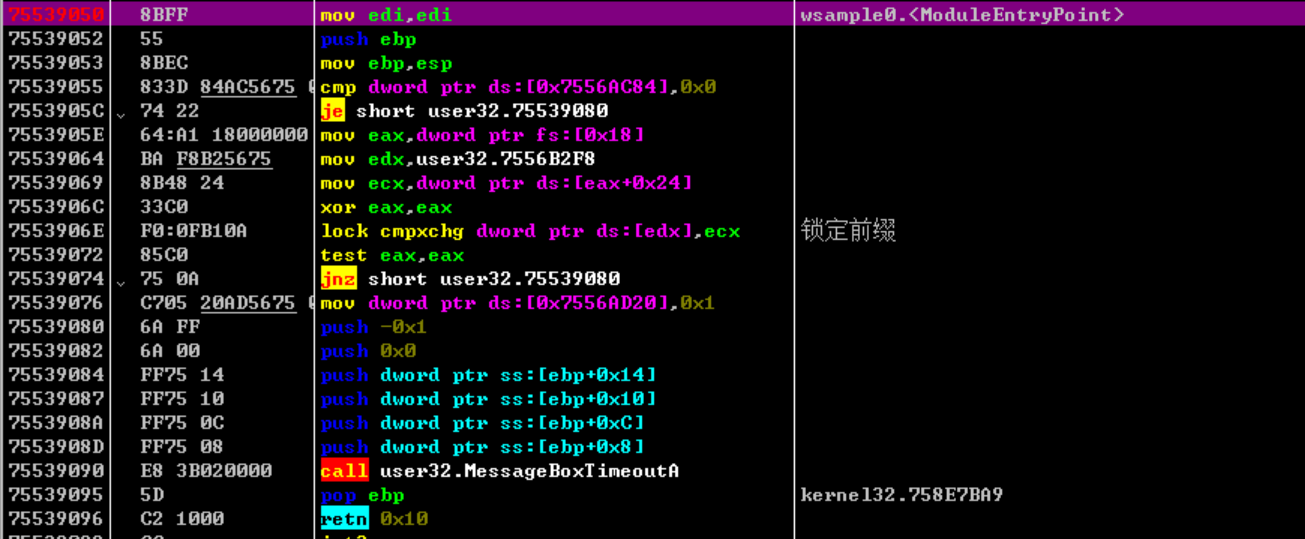 75539050 8BFF mov edi,edi wsample0.<ModuleEntryPoint>
75539052 55 push ebp
75539053 8BEC mov ebp,esp
75539055 833D 84AC5675 cmp dword ptr ds:[0x7556AC84],0x0
7553905C 74 22 je short user32.75539080
7553905E 64:A1 18000000 mov eax,dword ptr fs:[0x18]
75539064 BA F8B25675 mov edx,user32.7556B2F8
75539069 8B48 24 mov ecx,dword ptr ds:[eax+0x24]
7553906C 33C0 xor eax,eax
7553906E F0:0FB10A lock cmpxchg dword ptr ds:[edx],ecx 锁定前缀
75539072 85C0 test eax,eax
75539074 75 0A jnz short user32.75539080
75539076 C705 20AD5675 mov dword ptr ds:[0x7556AD20],0x1
75539080 6A FF push -0x1
75539082 6A 00 push 0x0
75539084 FF75 14 push dword ptr ss:[ebp+0x14]
75539087 FF75 10 push dword ptr ss:[ebp+0x10]
7553908A FF75 0C push dword ptr ss:[ebp+0xC]
7553908D FF75 08 push dword ptr ss:[ebp+0x8]
75539090 E8 3B020000 call user32.MessageBoxTimeoutA
75539095 5D pop ebp kernel32.758E7BA9
75539096 C2 1000 retn 0x10